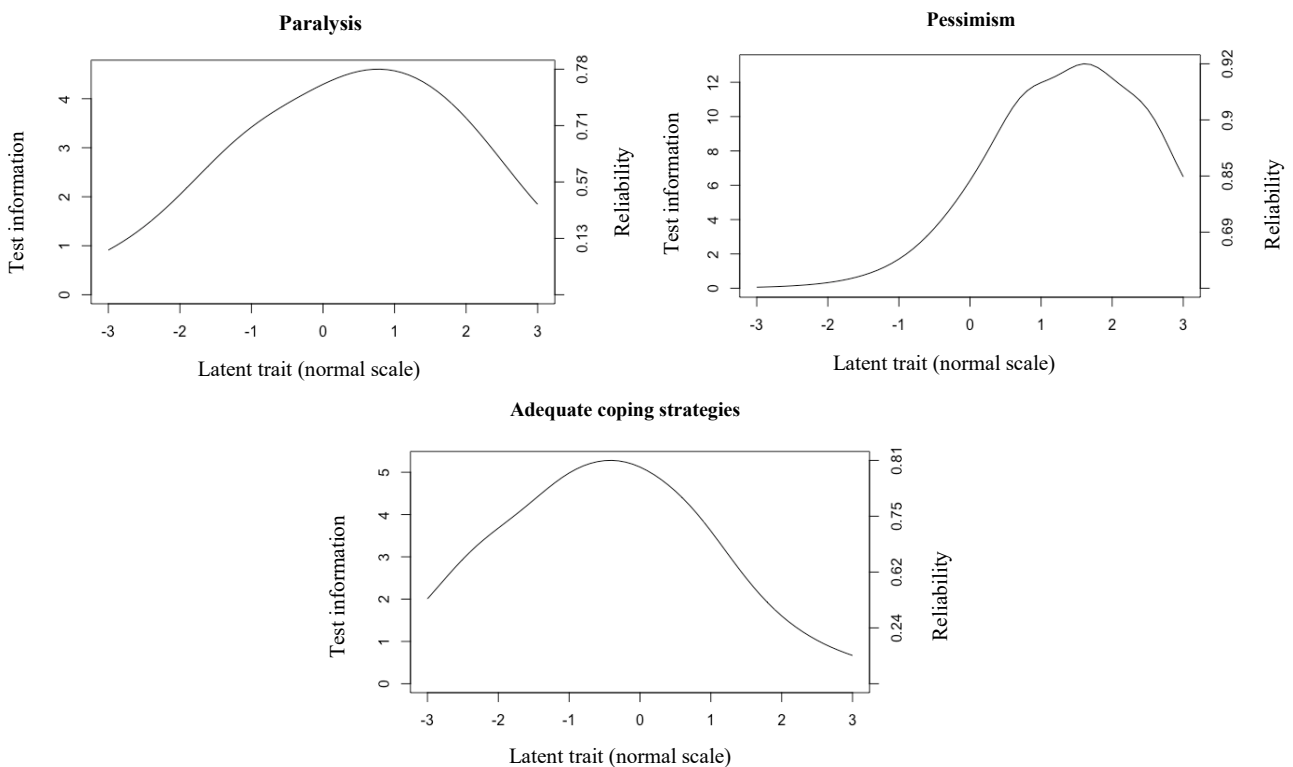 Paralysis
Test information
0 1 2 3 4
0.13 0.57 0.71 0.78
Reliability
-3 -2 -1 0 1 2 3
Latent trait (normal scale)
Pessimism
Test information
0 2 4 6 8 10 12
0.69 0.85 0.9 0.92
Reliability
-3 -2 -1 0 1 2 3
Latent trait (normal scale)
Adequate coping strategies
Test information
0 1 2 3 4 5
0.24 0.62 0.75 0.81
Reliability
-3 -2 -1 0 1 2 3
Latent trait (normal scale)